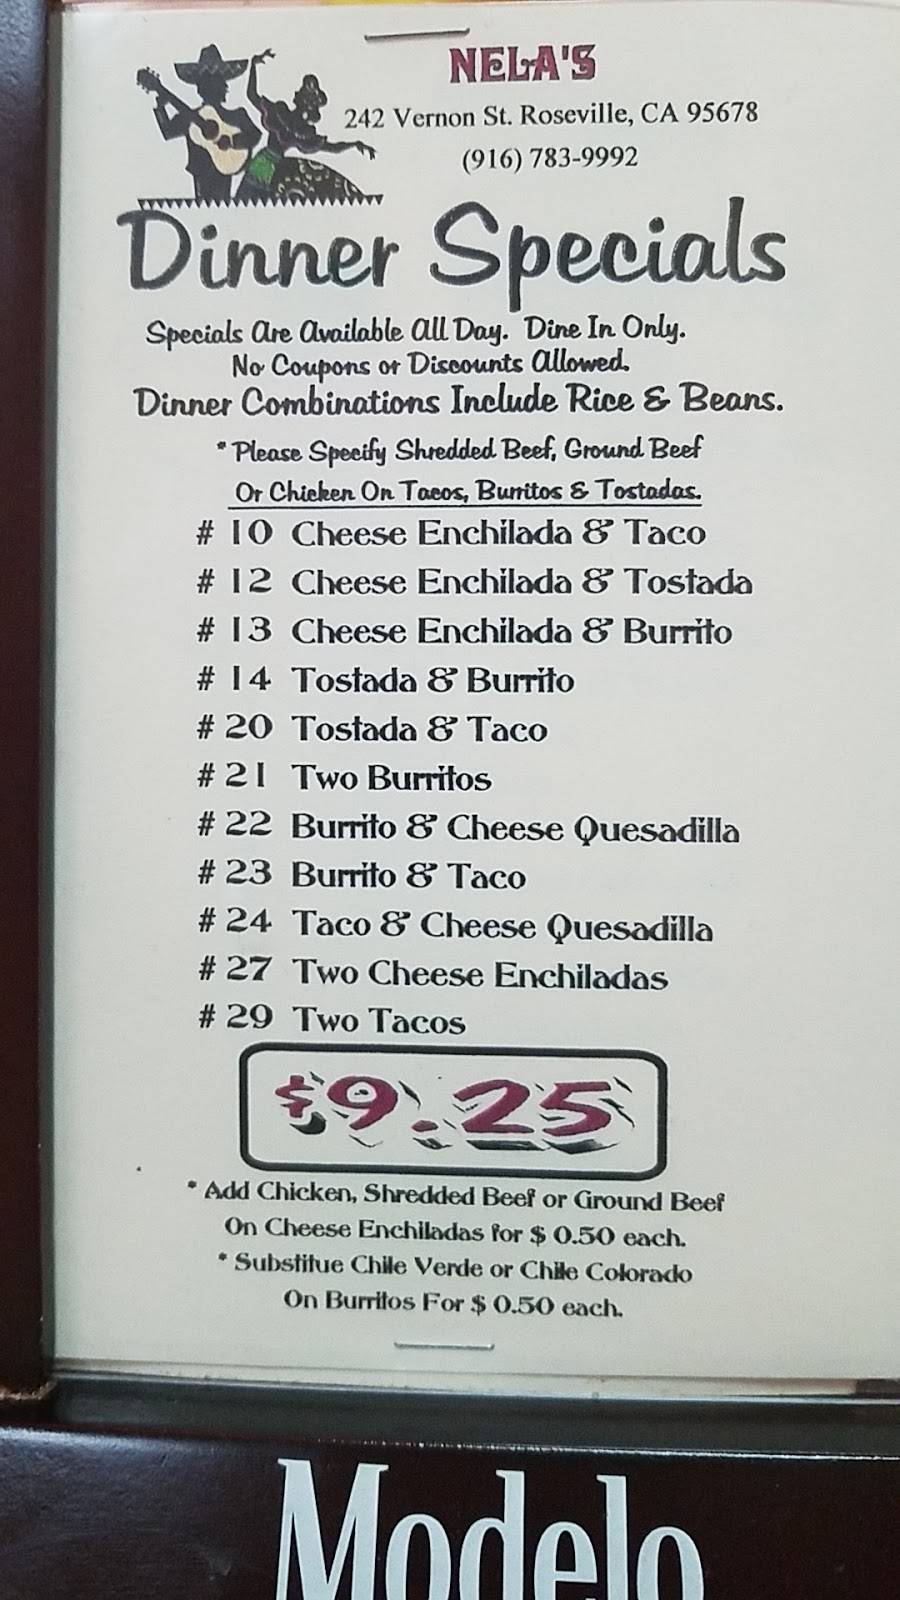 NELA'S
242 Vernon St. Roseville, CA 95678
(916) 783-9992
Dinner Specials
Specials Are Available All Day. Dine In Only.
No Coupons or Discounts Allowed.
Dinner Combinations Include Rice & Beans.
* Please Specify Shredded Beef, Ground Beef
Or Chicken On Tacos, Burritos & Tostadas.
# 10 Cheese Enchilada & Taco
# 12 Cheese Enchilada & Tostada
# 13 Cheese Enchilada & Burrito
# 14 Tostada & Burrito
# 20 Tostada & Taco
# 21 Two Burritos
# 22 Burrito & Cheese Quesadilla
# 23 Burrito & Taco
# 24 Taco & Cheese Quesadilla
# 27 Two Cheese Enchiladas
# 29 Two Tacos
$9.25
* Add Chicken, Shredded Beef or Ground Beef
On Cheese Enchiladas for $ 0.50 each.
* Substitue Chile Verde or Chile Colorado
On Burritos For $ 0.50 each.
Modelo